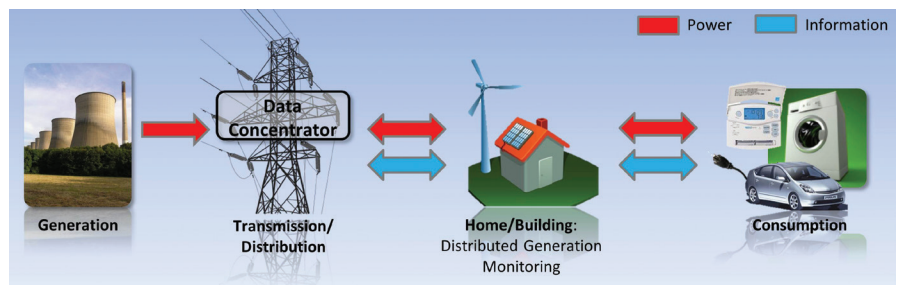 Power
Information
Data
Concentrator
Generation
Transmission/
Distribution
Home/Building:
Distributed Generation
Monitoring
Consumption